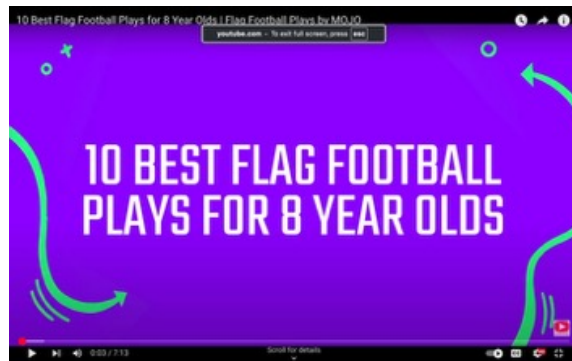 10 Best Flag Football Plays for 8 Year Olds | Flag Football Plays by MOJO
youtube.com – To exit full screen, press esc
10 BEST FLAG FOOTBALL
PLAYS FOR 8 YEAR OLDS
0:03 / 7:13
Scroll for details